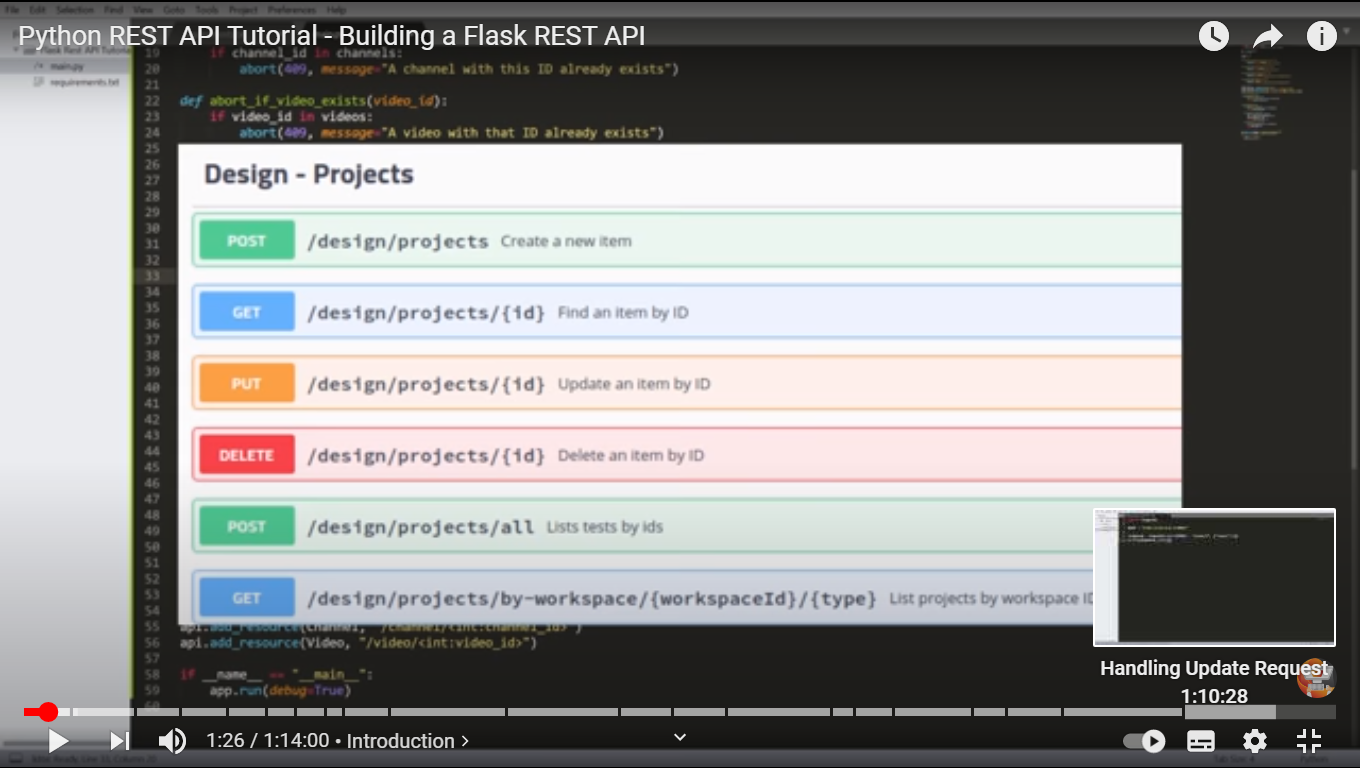 File Edit Selection Find View Goto Tools Project Preferences Help
Python REST API Tutorial - Building a Flask REST API
main.py
requirements.txt
19 if channel_id in channels:
20 abort(409, message="A channel with this ID already exists")
21
22 def abort_if_video_exists(video_id):
23 if video_id in videos:
24 abort(409, message="A video with that ID already exists")
25
26
27
28
29
30
31
32
33
34
35
36
37
38
39
40
41
42
43
44
45
46
47
48
49
50
51
52
53
54
Design - Projects
POST /design/projects Create a new item
GET /design/projects/{id} Find an item by ID
PUT /design/projects/{id} Update an item by ID
DELETE /design/projects/{id} Delete an item by ID
POST /design/projects/all Lists tests by ids
GET /design/projects/by-workspace/{workspaceId}/{type} List projects by workspace ID
55 api.add_resource(Channel, "/channel/<int:channel_id>")
56 api.add_resource(Video, "/video/<int:video_id>")
57
58 if __name__ == "__main__":
59 app.run(debug=True)
60
Handling Update Request
1:10:28
1:26 / 1:14:00 • Introduction >